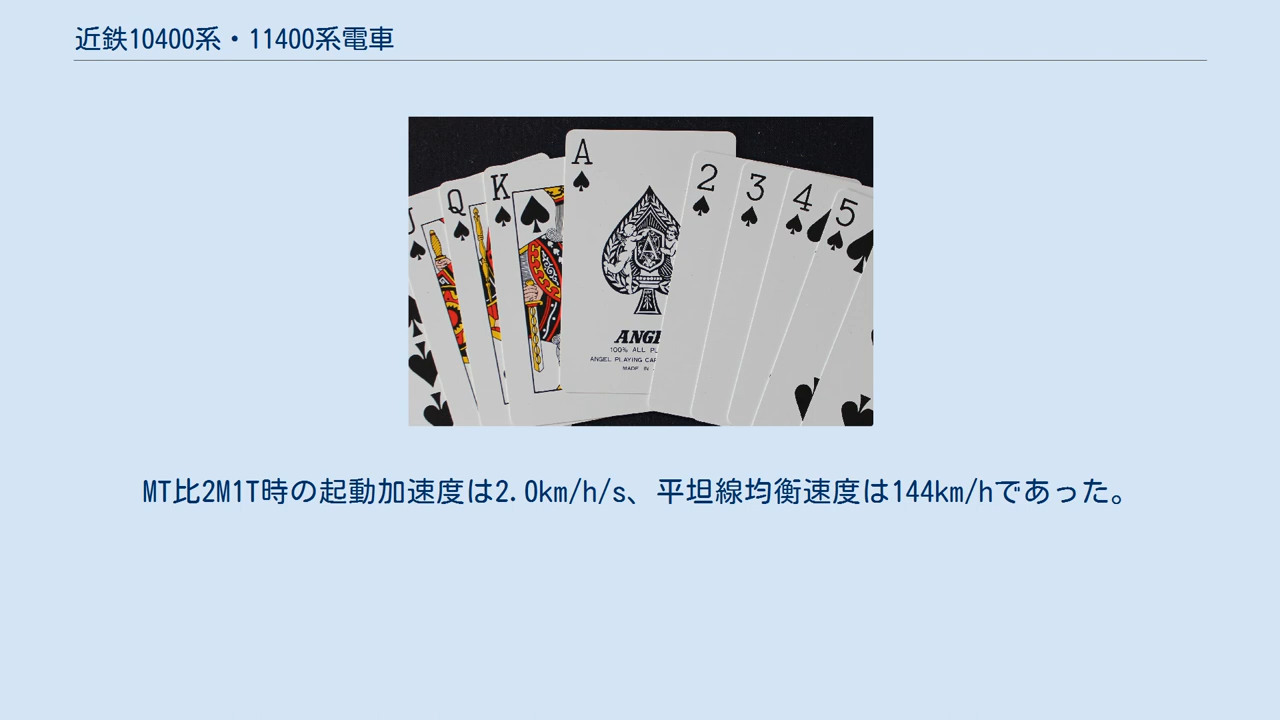 近鉄10400系・11400系電車
J
Q
K
A
2
3
4
5
100% ALL
ANGEL PLAYING
MADE IN
MT比2M1T時の起動加速度は2.0km/h/s、平坦線均衡速度は144km/hであった。